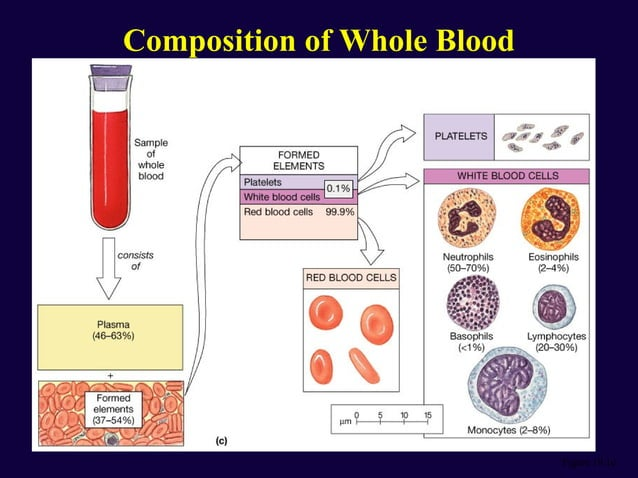 Composition of Whole Blood
Sample
of
whole
blood
consists
of
Plasma
(46–63%)
+
Formed
elements
(37–54%)
FORMED
ELEMENTS
Platelets
0.1%
White blood cells
Red blood cells 99.9%
RED BLOOD CELLS
µm
0 5 10 15
(c)
PLATELETS
WHITE BLOOD CELLS
Neutrophils
(50–70%)
Eosinophils
(2–4%)
Basophils
(<1%)
Lymphocytes
(20–30%)
Monocytes (2–8%)